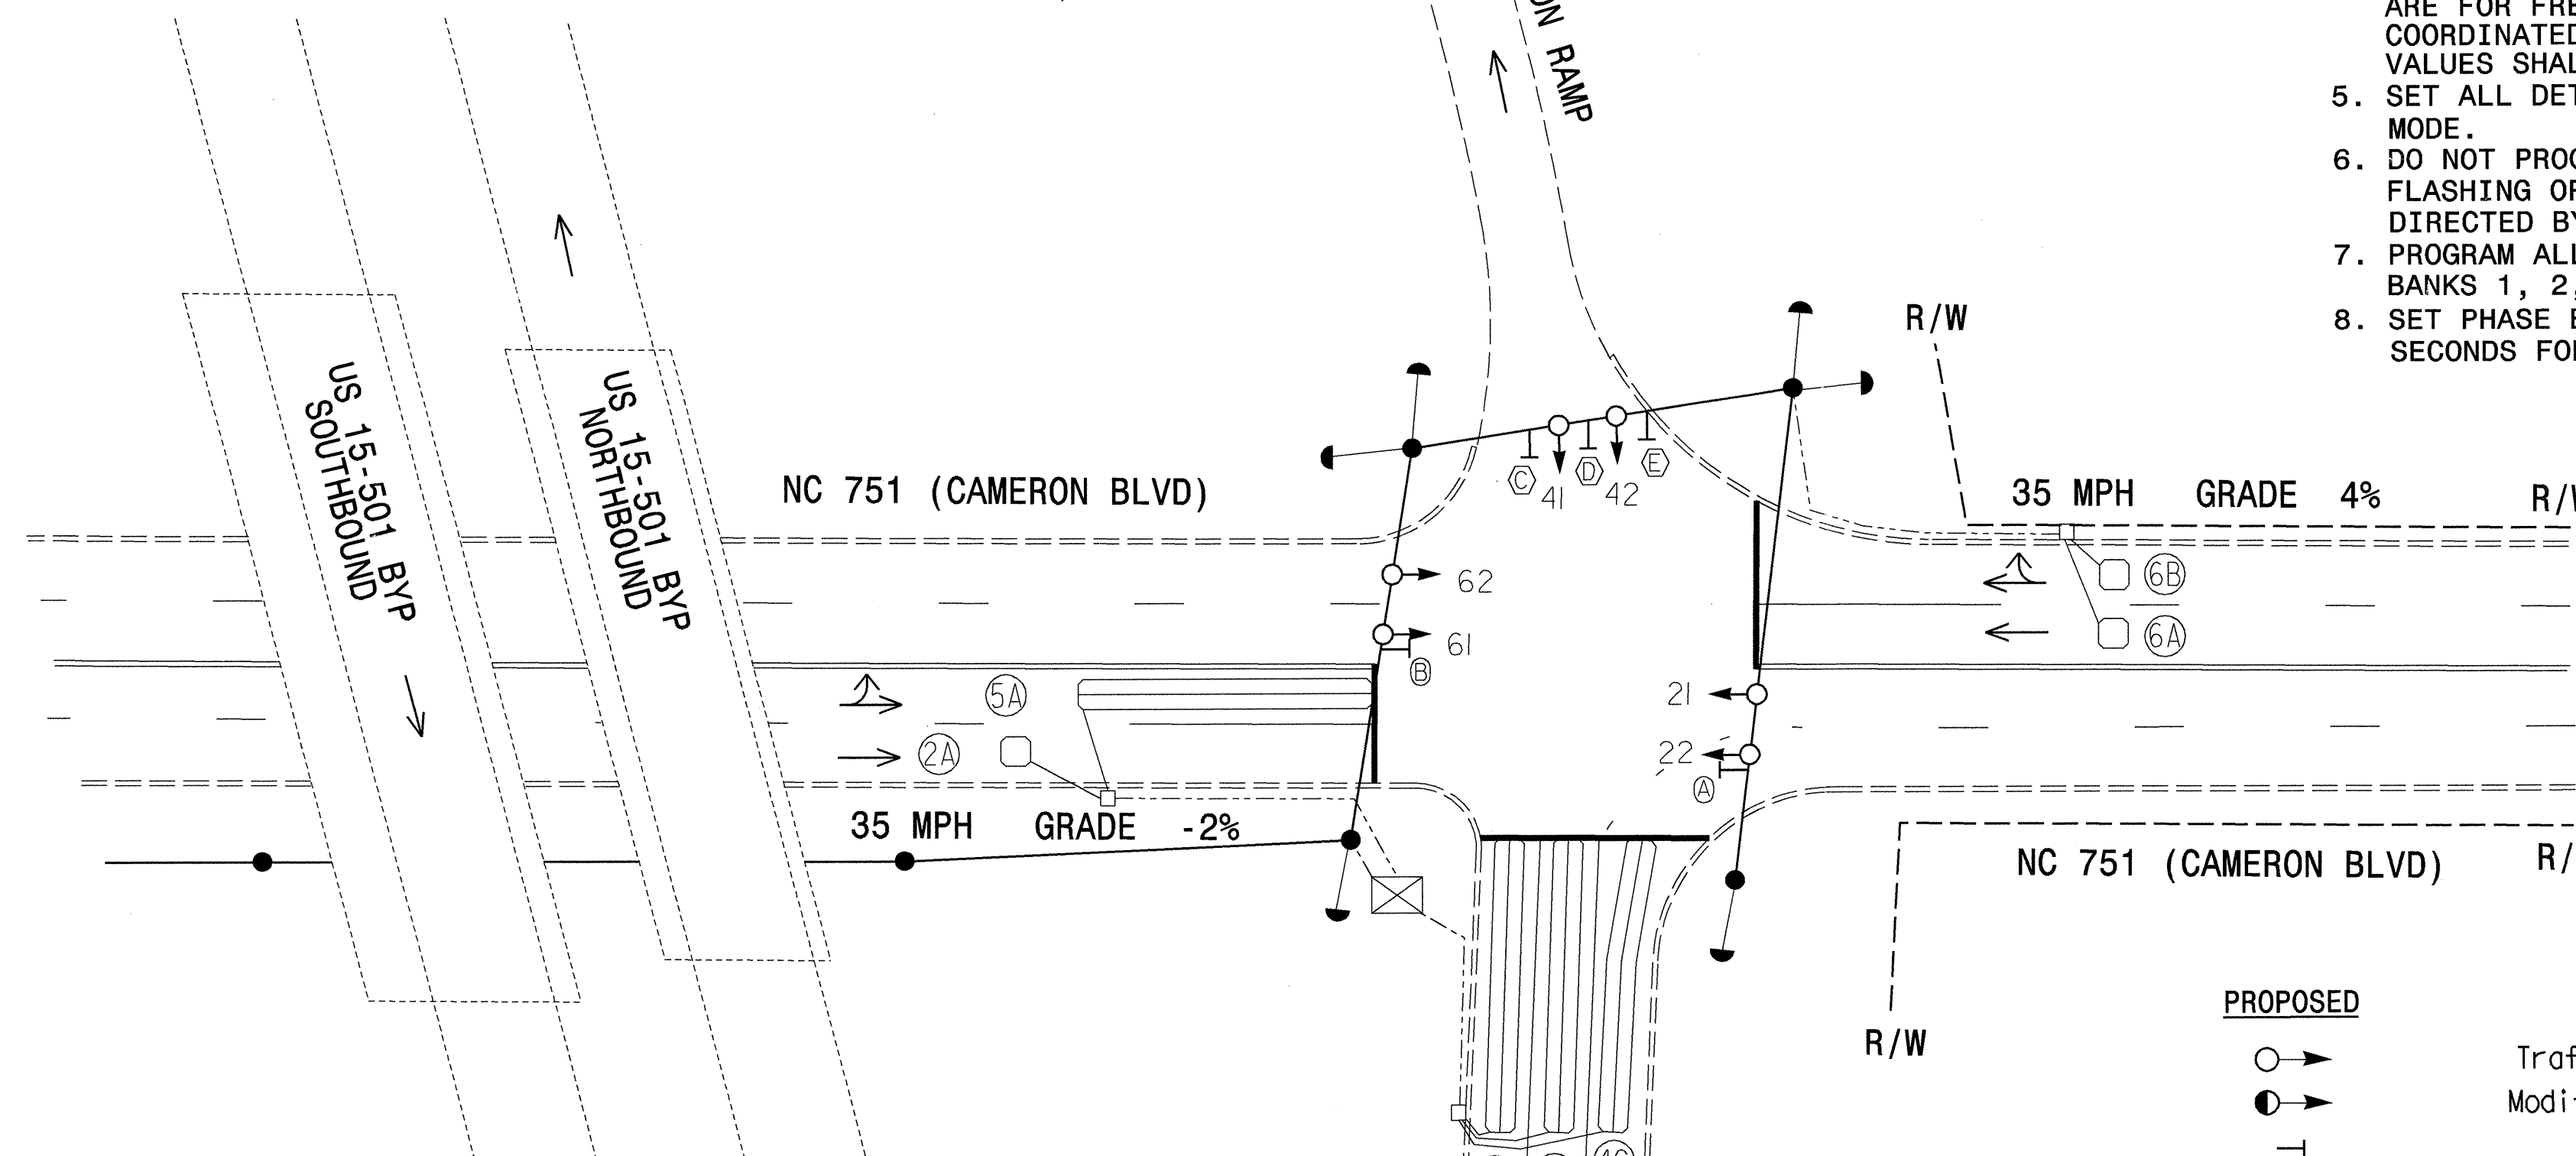 ARE FOR FRE
COORDINATED
VALUES SHAL
5. SET ALL DET
MODE.
6. DO NOT PROG
FLASHING OR
DIRECTED BY
7. PROGRAM ALL
BANKS 1, 2,
8. SET PHASE B
SECONDS FOR
ON RAMP
R/W
US 15-501 BYP
SOUTHBOUND
US 15-501 BYP
NORTHBOUND
NC 751 (CAMERON BLVD)
C
41
D
42
E
35 MPH GRADE 4%
R/W
62
61
B
6B
6A
5A
2A
21
22
A
35 MPH GRADE -2%
NC 751 (CAMERON BLVD)
R/
R/W
PROPOSED
Traf
Modi
4C